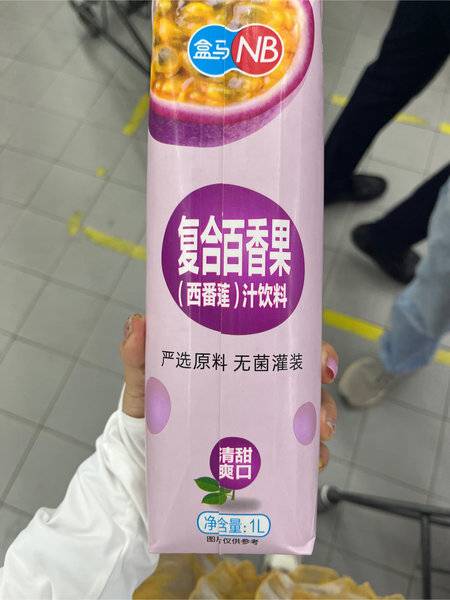 盒马NB
复合百香果
（西番莲）汁饮料
严选原料 无菌灌装
清甜
爽口
净含量:1L
图片仅供参考